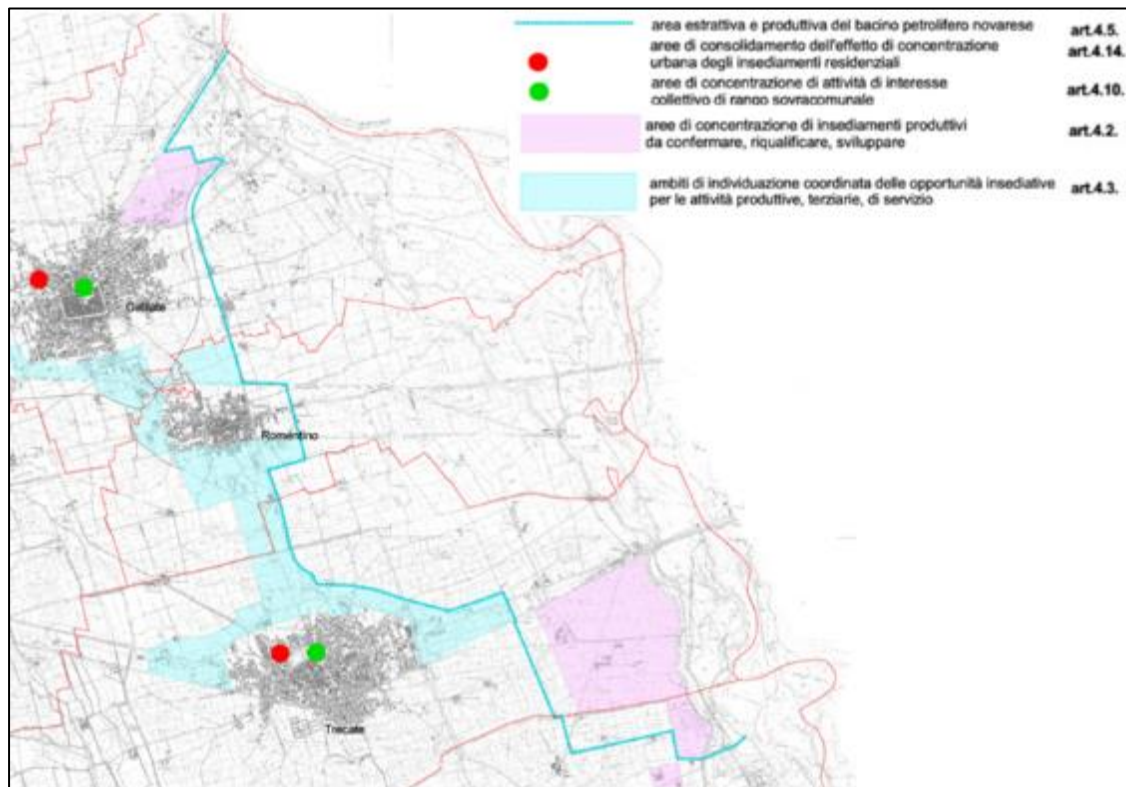 area estrattiva e produttiva del bacino petrolifero novarese art.4.5.
aree di consolidamento dell'effetto di concentrazione art.4.14.
urbana degli insediamenti residenziali
aree di concentrazione di attività di interesse art.4.10.
collettivo di rango sovracomunale
aree di concentrazione di insediamenti produttivi art.4.2.
da confermare, riqualificare, sviluppare
ambiti di individuazione coordinata delle opportunità insediative art.4.3.
per le attività produttive, terziarie, di servizio
Galliate
Romentino
Trecate